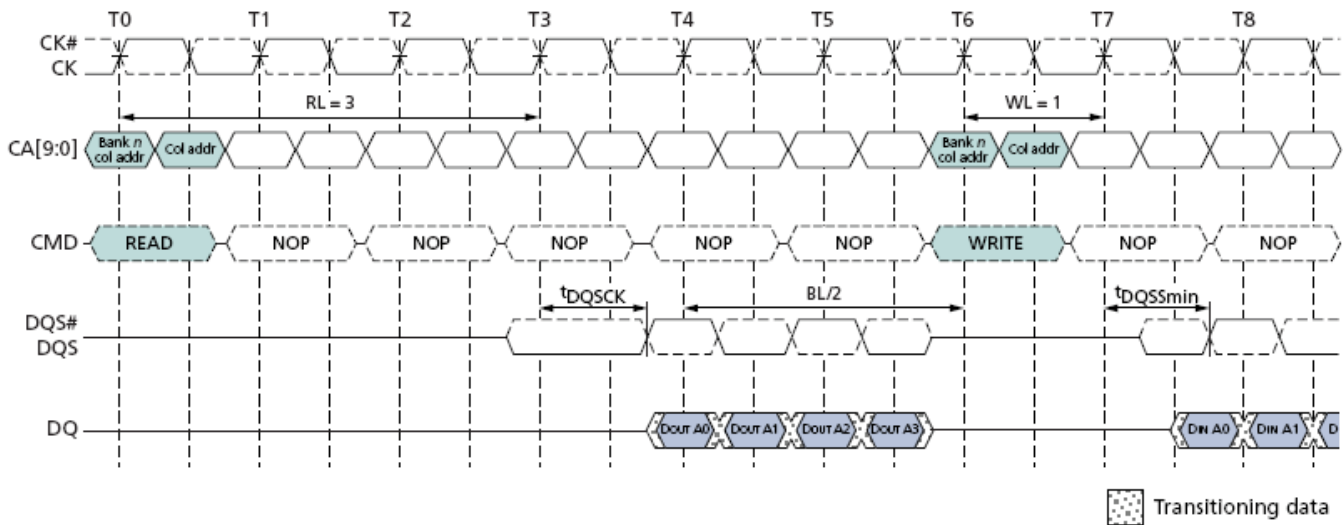 T0 T1 T2 T3 T4 T5 T6 T7 T8
CK#
CK
RL = 3 WL = 1
CA[9:0] Bank n col addr Col addr Bank n col addr Col addr
CMD READ NOP NOP NOP NOP NOP WRITE NOP NOP
tDQSCK BL/2 tDQSSmin
DQS#
DQS
DQ DOUT A0 DOUT A1 DOUT A2 DOUT A3 DIN A0 DIN A1 D
Transitioning data